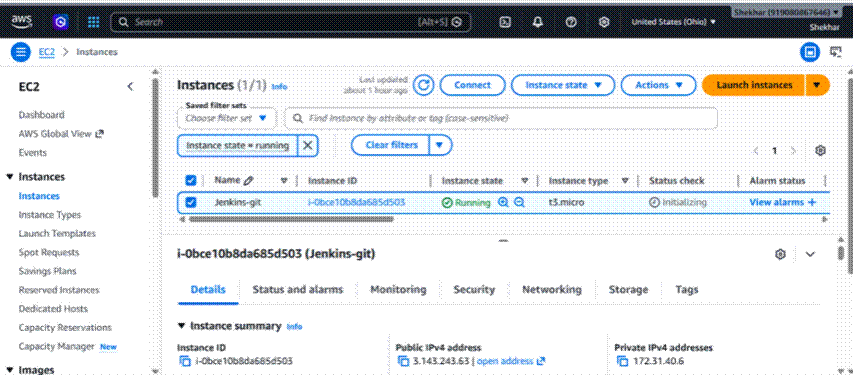 aws Search [Alt+S] United States (Ohio) Shekhar (919080867646)
Shekhar
EC2 > Instances
EC2
Dashboard
AWS Global View
Events
Instances
Instances
Instance Types
Launch Templates
Spot Requests
Savings Plans
Reserved Instances
Dedicated Hosts
Capacity Reservations
Capacity Manager New
Images
Instances (1/1) Info
Last updated
about 1 hour ago
Connect Instance state Actions Launch instances
Saved filter sets
Choose filter set Find Instance by attribute or tag (case-sensitive)
Instance state = running Clear filters
1
Name Instance ID Instance state Instance type Status check Alarm status
Jenkins-git i-0bce10b8da685d503 Running t3.micro Initializing View alarms +
i-0bce10b8da685d503 (Jenkins-git)
Details Status and alarms Monitoring Security Networking Storage Tags
Instance summary Info
Instance ID Public IPv4 address Private IPv4 addresses
i-0bce10b8da685d503 3.143.243.63 | open address 172.31.40.6